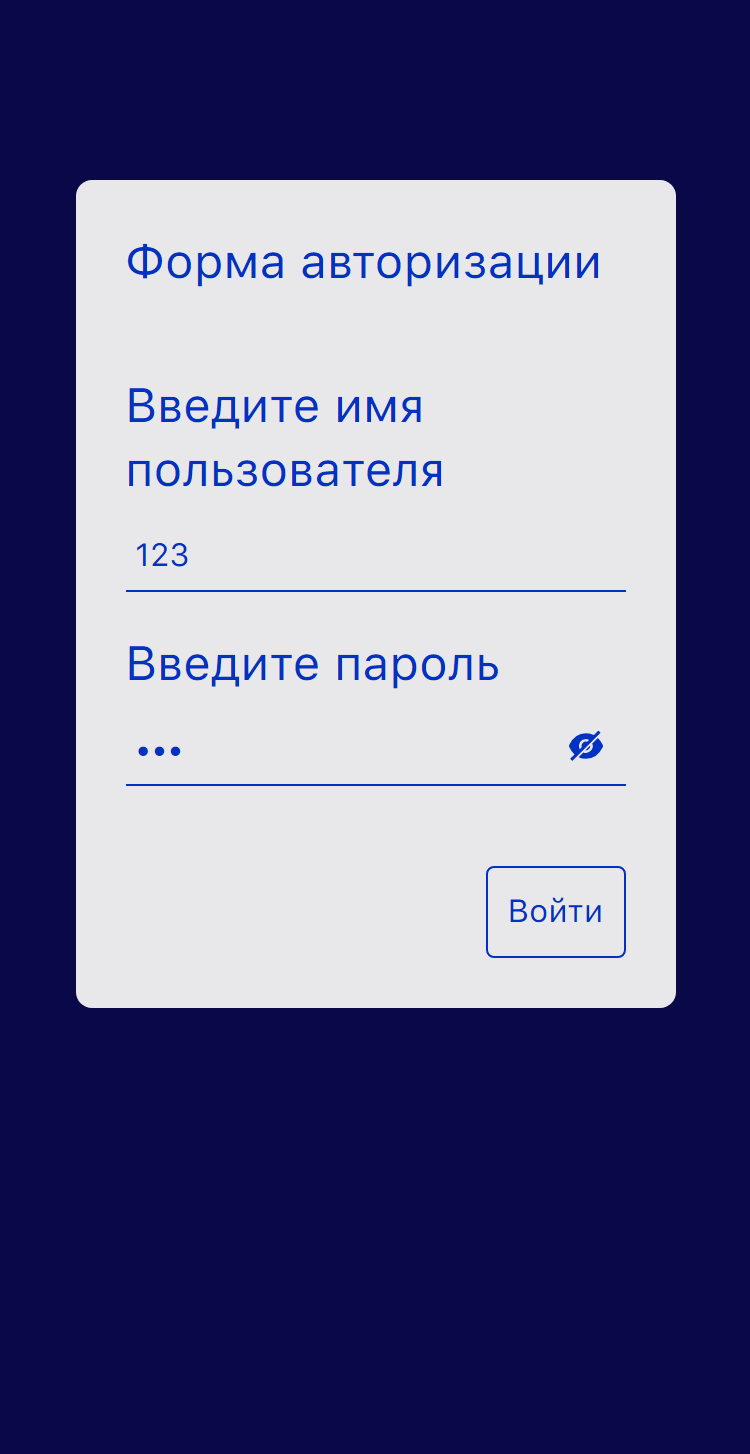 Форма авторизации
Введите имя
пользователя
123
Введите пароль
•••
Войти